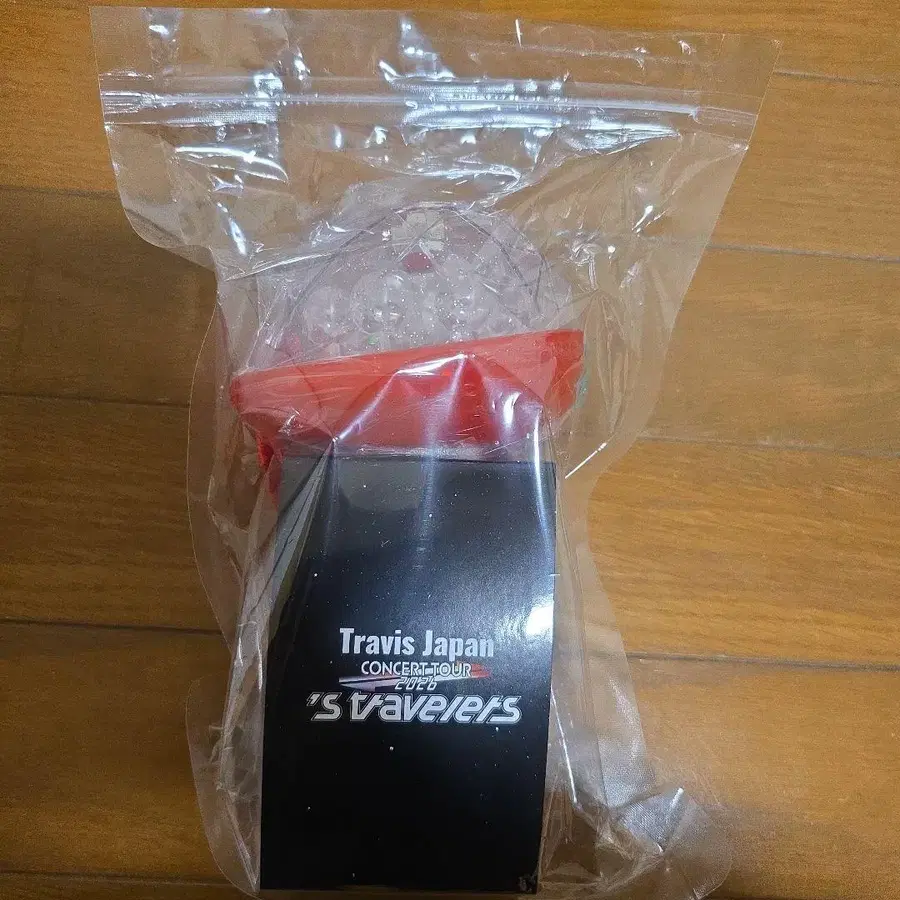 Travis Japan
CONCERT TOUR
2026
'S travelers